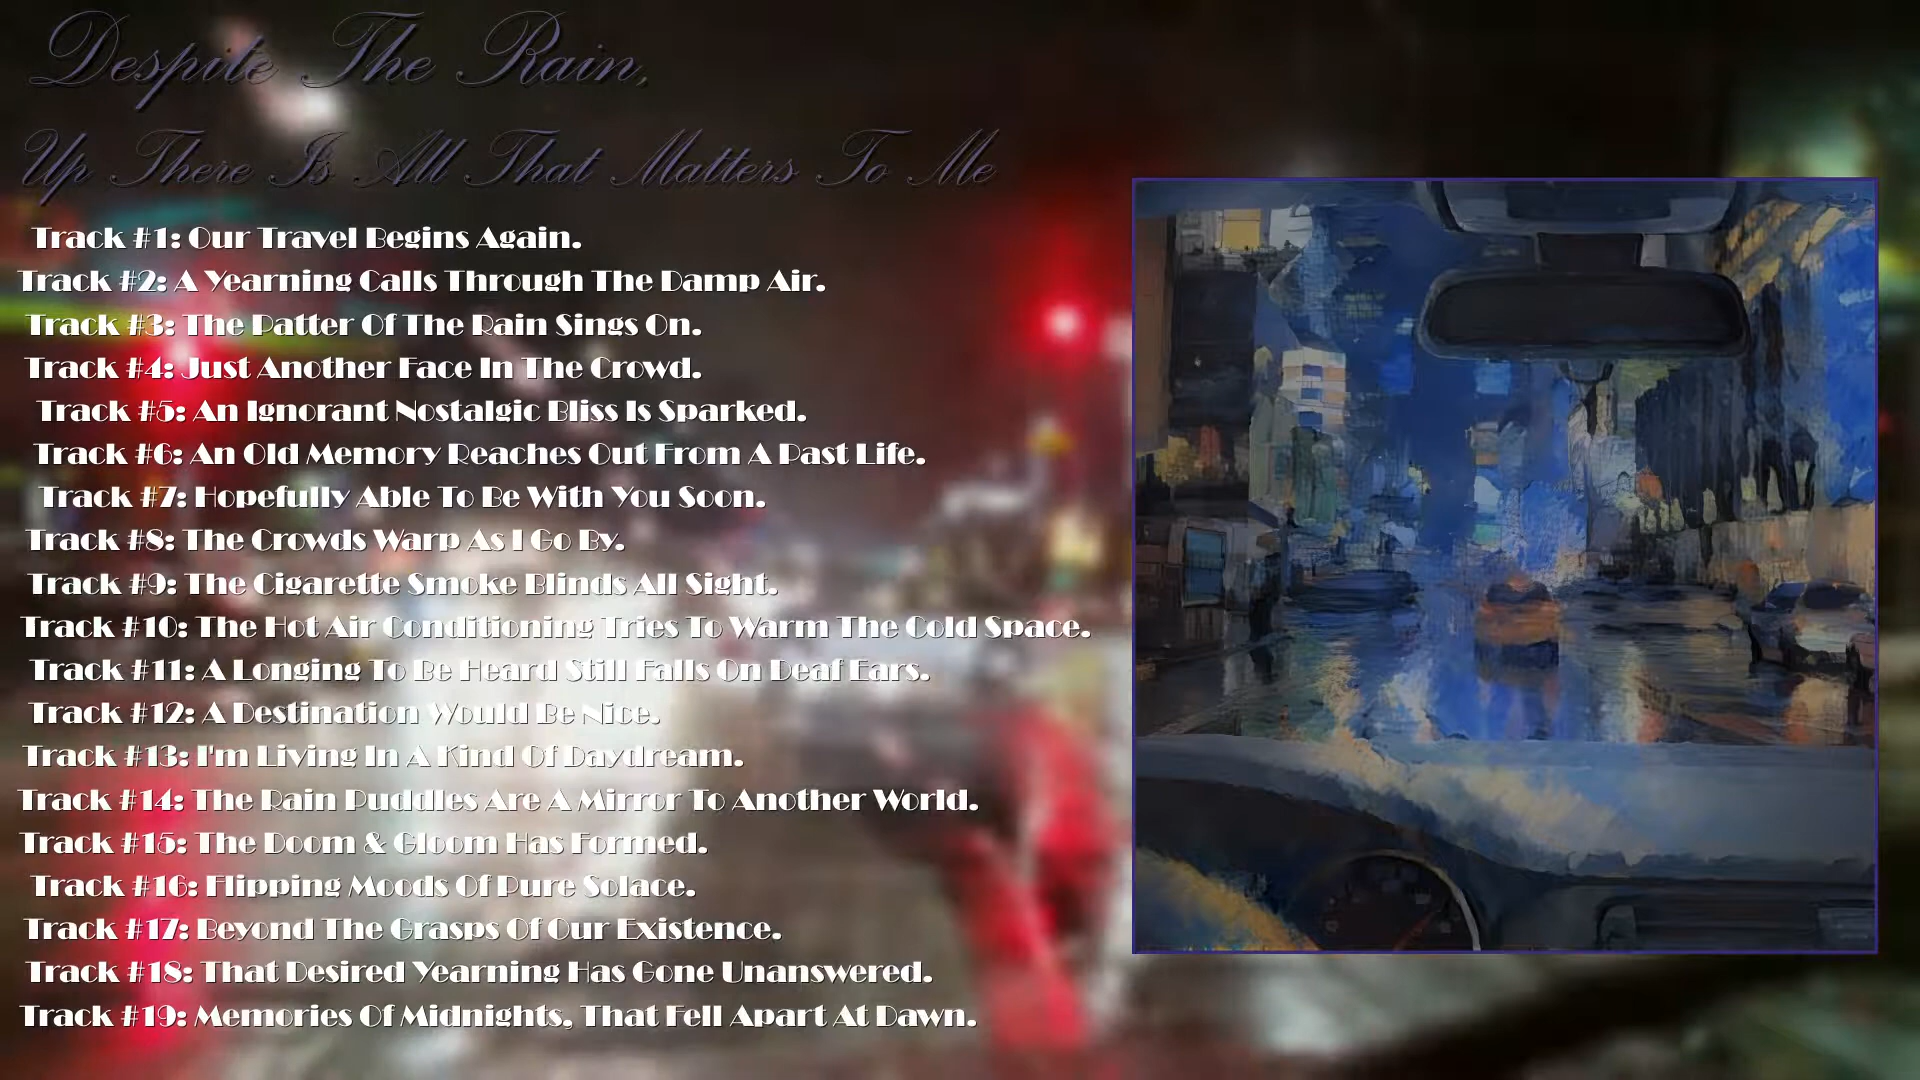 Despite The Rain,
Up There Is All That Matters To Me
Track #1: Our Travel Begins Again.
Track #2: A Yearning Calls Through The Damp Air.
Track #3: The Patter Of The Rain Sings On.
Track #4: Just Another Face In The Crowd.
Track #5: An Ignorant Nostalgic Bliss Is Sparked.
Track #6: An Old Memory Reaches Out From A Past Life.
Track #7: Hopefully Able To Be With You Soon.
Track #8: The Crowds Warp As I Go By.
Track #9: The Cigarette Smoke Blinds All Sight.
Track #10: The Hot Air Conditioning Tries To Warm The Cold Space.
Track #11: A Longing To Be Heard Still Falls On Deaf Ears.
Track #12: A Destination Would Be Nice.
Track #13: I'm Living In A Kind Of Daydream.
Track #14: The Rain Puddles Are A Mirror To Another World.
Track #15: The Doom & Gloom Has Formed.
Track #16: Flipping Moods Of Pure Solace.
Track #17: Beyond The Grasps Of Our Existence.
Track #18: That Desired Yearning Has Gone Unanswered.
Track #19: Memories Of Midnights, That Fell Apart At Dawn.